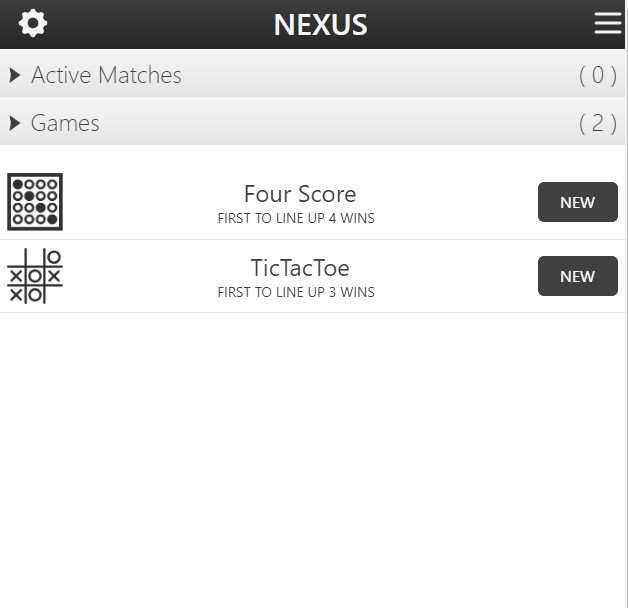 NEXUS
Active Matches ( 0 )
Games ( 2 )
Four Score
FIRST TO LINE UP 4 WINS
NEW
TicTacToe
FIRST TO LINE UP 3 WINS
NEW